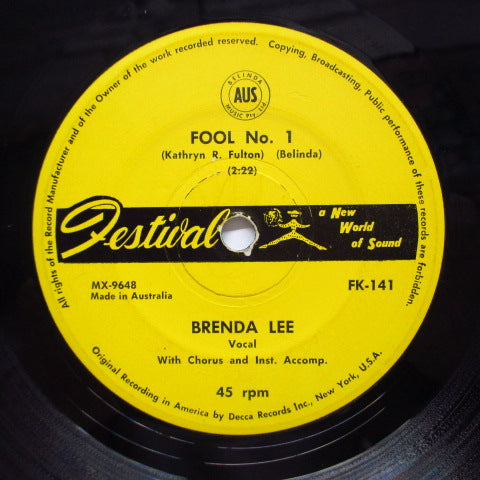 All rights of the Record Manufacturer and of the Owner of the work recorded reserved. Copying, Broadcasting, Public performance of these records are forbidden.
BELINDA
AUS
MUSIC Pty. Ltd
FOOL No. 1
(Kathryn R. Fulton) (Belinda)
(2:22)
Festival
a New
World
of Sound
MX-9648
Made in Australia
FK-141
BRENDA LEE
Vocal
With Chorus and Inst. Accomp.
45 rpm
Original Recording in America by Decca Records Inc., New York, U.S.A.